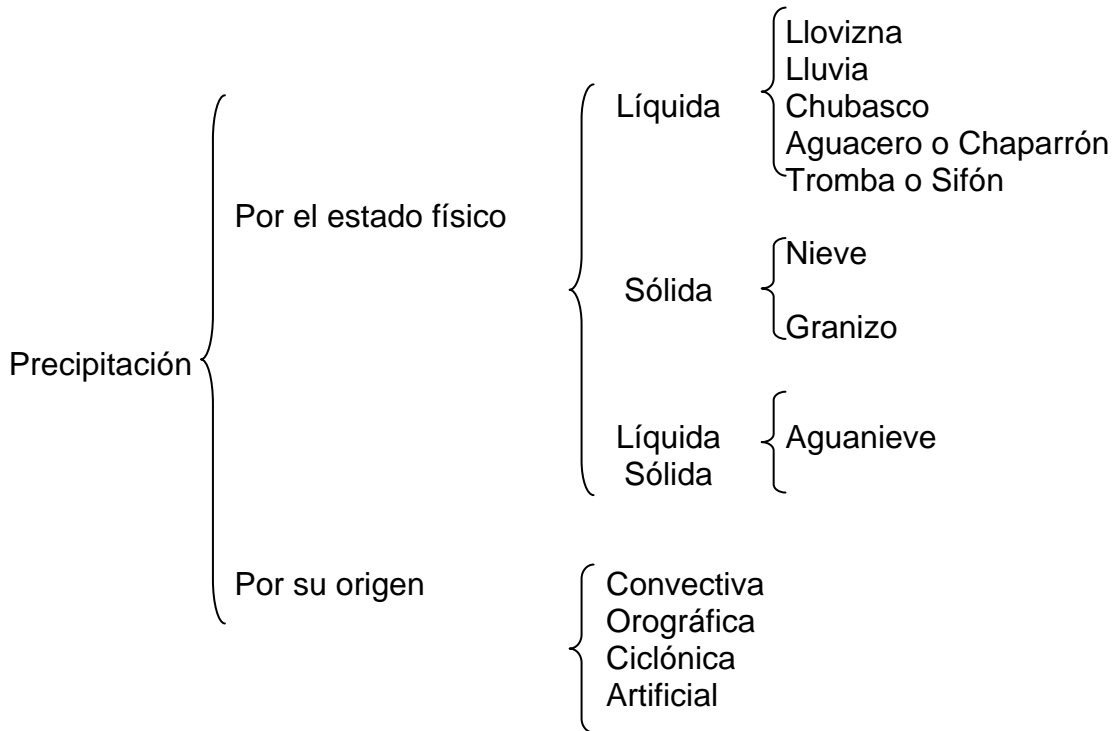 Precipitación
Por el estado físico
Líquida
Llovizna
Lluvia
Chubasco
Aguacero o Chaparrón
Tromba o Sifón
Sólida
Nieve
Granizo
Líquida
Sólida
Aguanieve
Por su origen
Convectiva
Orográfica
Ciclónica
Artificial